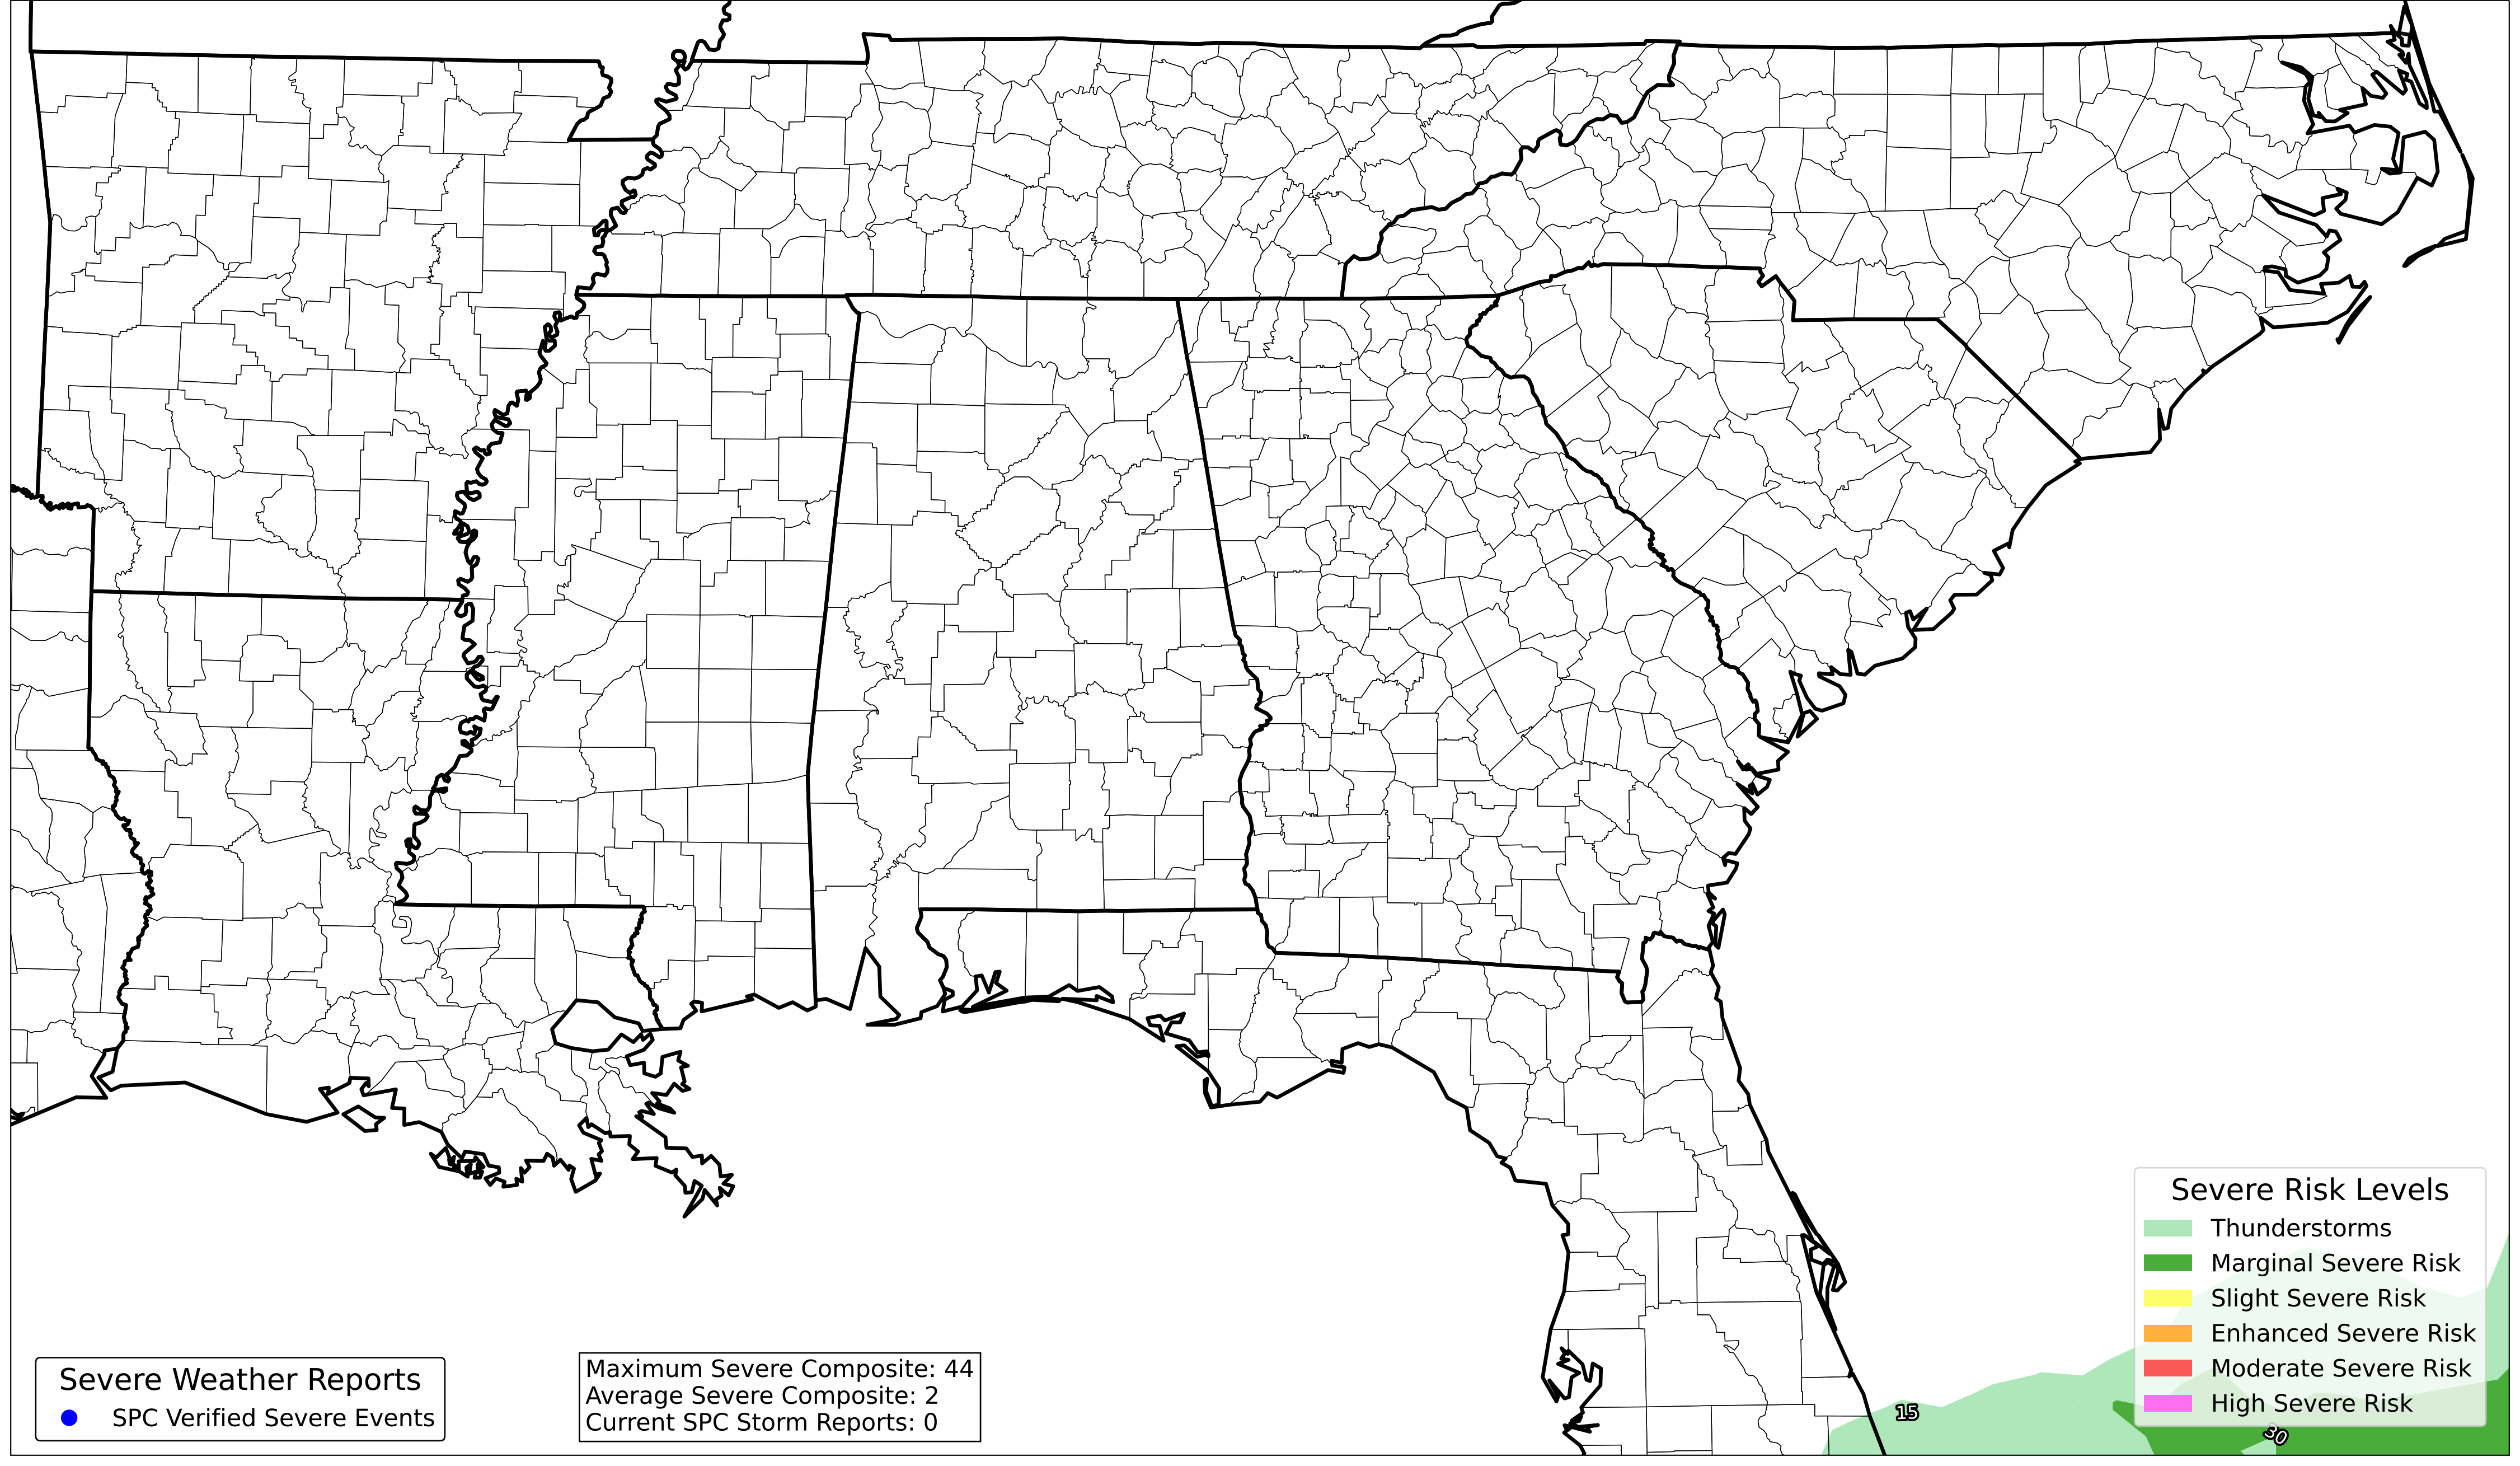 15
30
Severe Risk Levels
Thunderstorms
Marginal Severe Risk
Slight Severe Risk
Enhanced Severe Risk
Moderate Severe Risk
High Severe Risk
Severe Weather Reports
SPC Verified Severe Events
Maximum Severe Composite: 44
Average Severe Composite: 2
Current SPC Storm Reports: 0